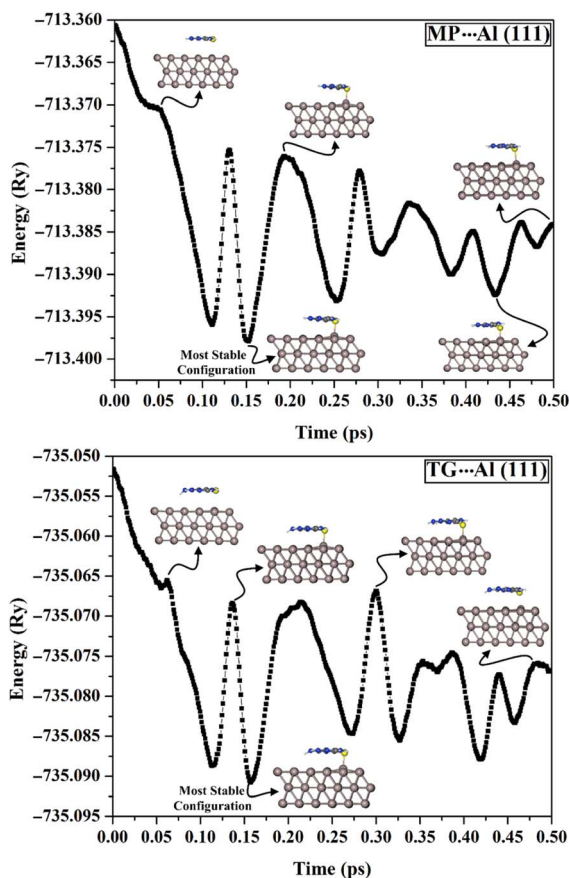 MP···Al (111)
Energy (Ry)
−713.360
−713.365
−713.370
−713.375
−713.380
−713.385
−713.390
−713.395
−713.400
Most Stable
Configuration
0.00 0.05 0.10 0.15 0.20 0.25 0.30 0.35 0.40 0.45 0.50
Time (ps)
TG···Al (111)
Energy (Ry)
−735.050
−735.055
−735.060
−735.065
−735.070
−735.075
−735.080
−735.085
−735.090
−735.095
Most Stable
Configuration
0.00 0.05 0.10 0.15 0.20 0.25 0.30 0.35 0.40 0.45 0.50
Time (ps)